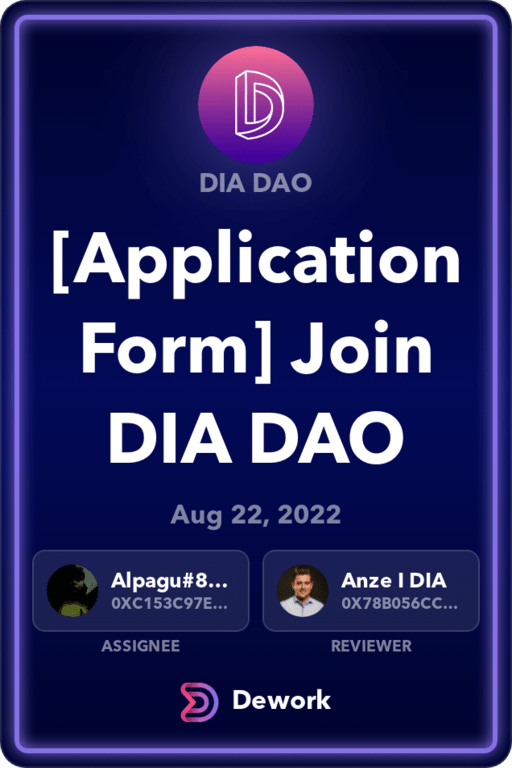 DIA DAO
[Application
Form] Join
DIA DAO
Aug 22, 2022
Alpagu#8...
0XC153C97E...
ASSIGNEE
Anze I DIA
0X78B056CC...
REVIEWER
Dework